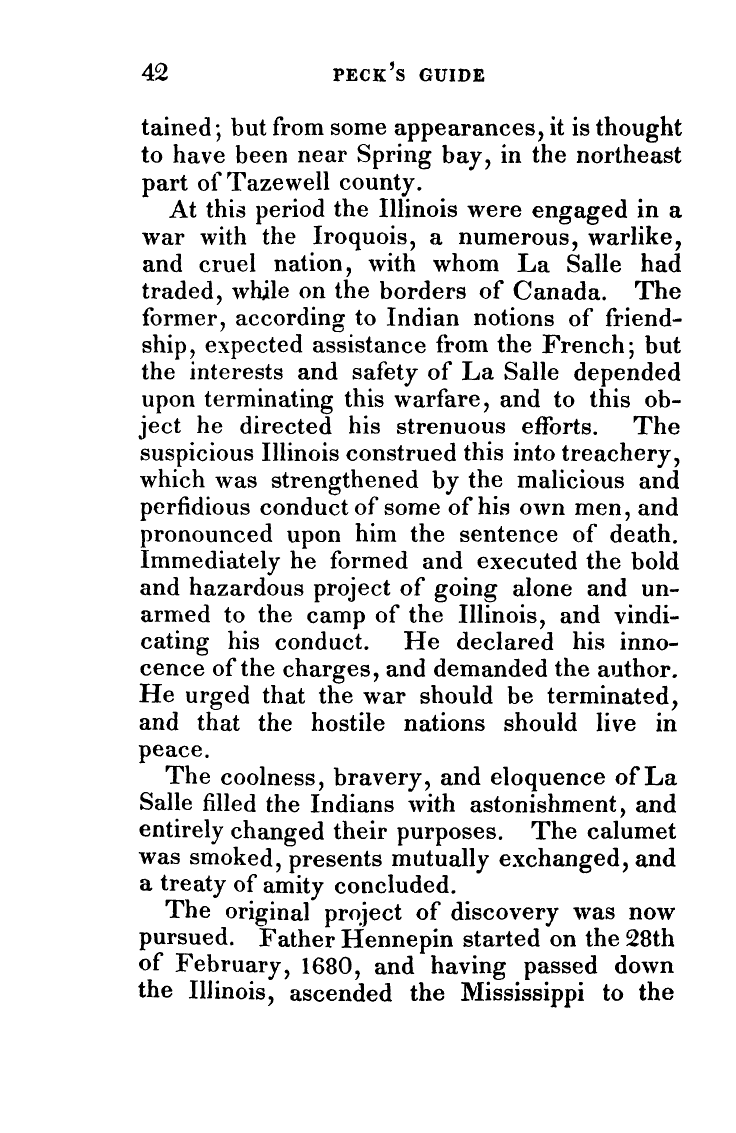 42 PECK'S GUIDE
tained; but from some appearances, it is thought
to have been near Spring bay, in the northeast
part of Tazewell county.
At this period the Illinois were engaged in a
war with the Iroquois, a numerous, warlike,
and cruel nation, with whom La Salle had
traded, while on the borders of Canada. The
former, according to Indian notions of friend-
ship, expected assistance from the French; but
the interests and safety of La Salle depended
upon terminating this warfare, and to this ob-
ject he directed his strenuous efforts. The
suspicious Illinois construed this into treachery,
which was strengthened by the malicious and
perfidious conduct of some of his own men, and
pronounced upon him the sentence of death.
Immediately he formed and executed the bold
and hazardous project of going alone and un-
armed to the camp of the Illinois, and vindi-
cating his conduct. He declared his inno-
cence of the charges, and demanded the author.
He urged that the war should be terminated,
and that the hostile nations should live in
peace.
The coolness, bravery, and eloquence of La
Salle filled the Indians with astonishment, and
entirely changed their purposes. The calumet
was smoked, presents mutually exchanged, and
a treaty of amity concluded.
The original project of discovery was now
pursued. Father Hennepin started on the 28th
of February, 1680, and having passed down
the Illinois, ascended the Mississippi to the